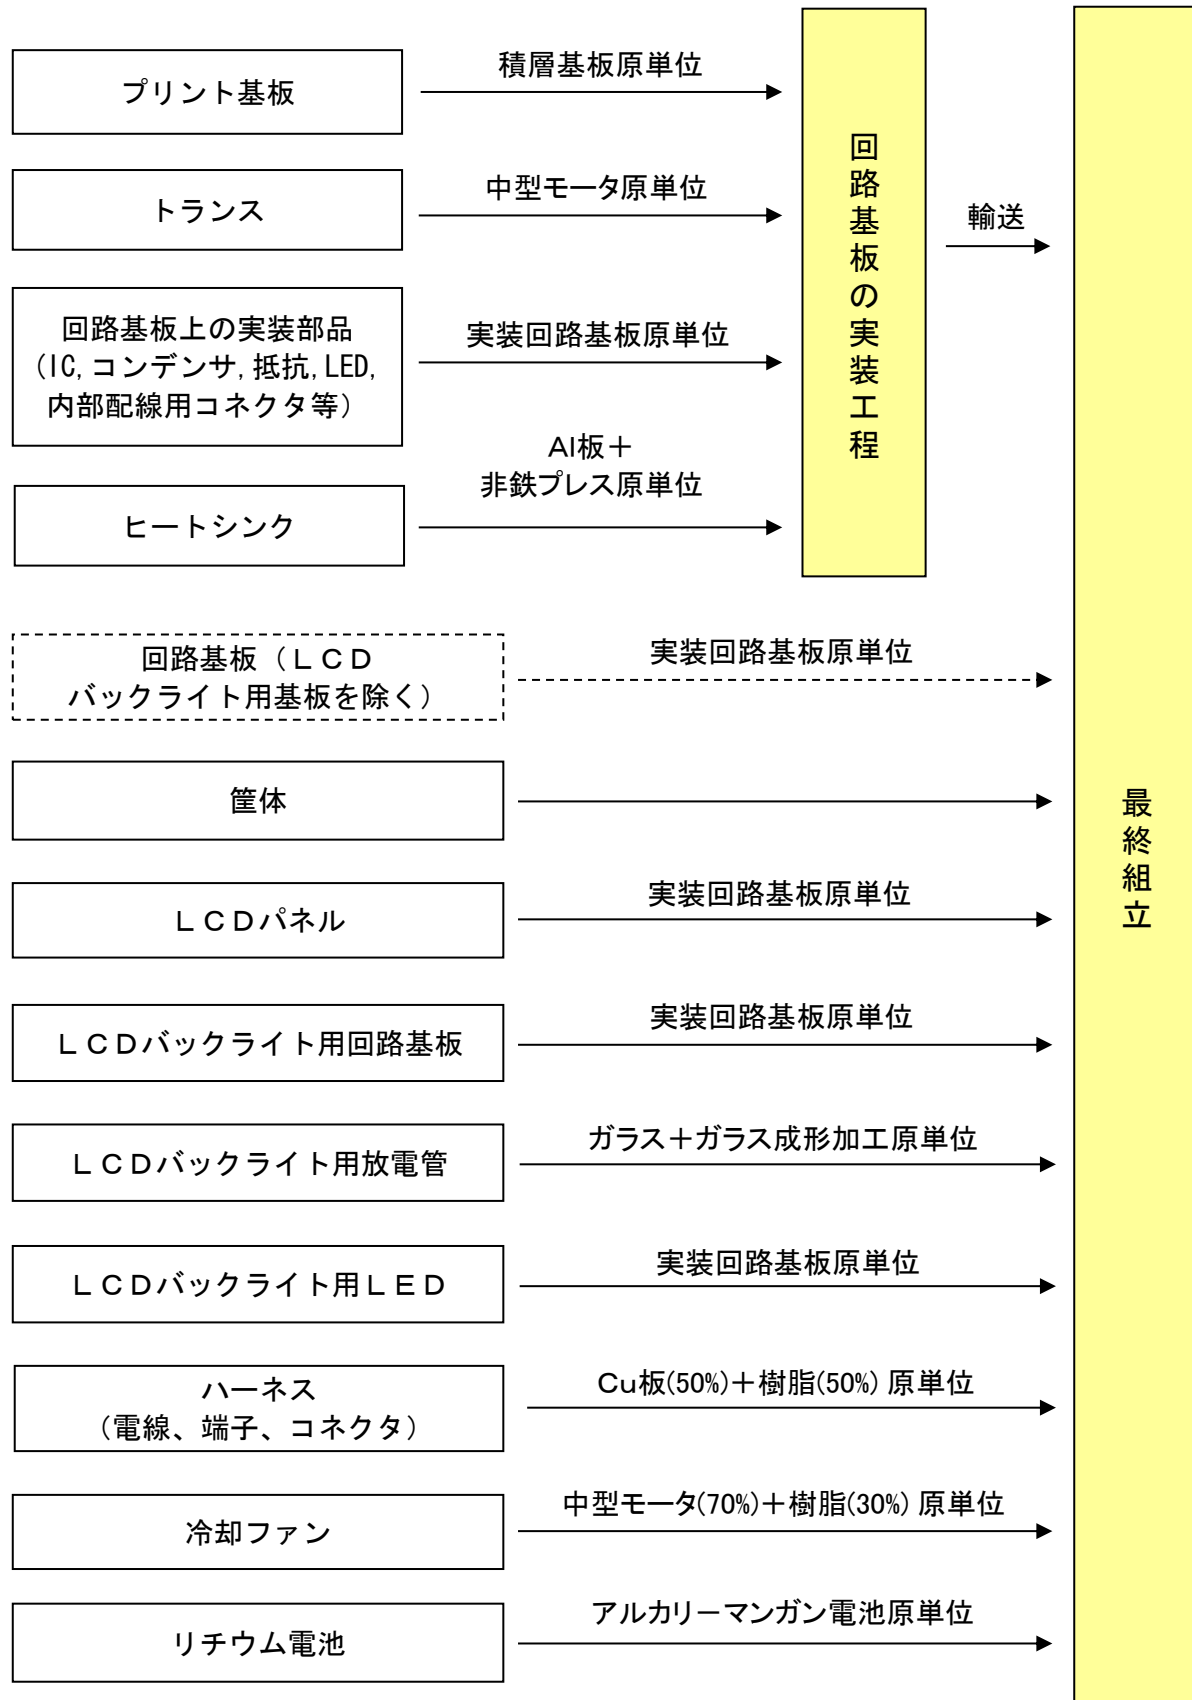 プリント基板
積層基板原単位
トランス
中型モータ原単位
回路基板上の実装部品
（IC,コンデンサ,抵抗,LED,
内部配線用コネクタ等）
実装回路基板原単位
ヒートシンク
Al板＋
非鉄プレス原単位
回路基板の実装工程
輸送
回路基板（ＬＣＤ
バックライト用基板を除く）
実装回路基板原単位
筐体
ＬＣＤパネル
実装回路基板原単位
ＬＣＤバックライト用回路基板
実装回路基板原単位
ＬＣＤバックライト用放電管
ガラス＋ガラス成形加工原単位
ＬＣＤバックライト用ＬＥＤ
実装回路基板原単位
ハーネス
（電線、端子、コネクタ）
Cu板(50%)＋樹脂(50%) 原単位
冷却ファン
中型モータ(70%)＋樹脂(30%) 原単位
リチウム電池
アルカリーマンガン電池原単位
最終組立